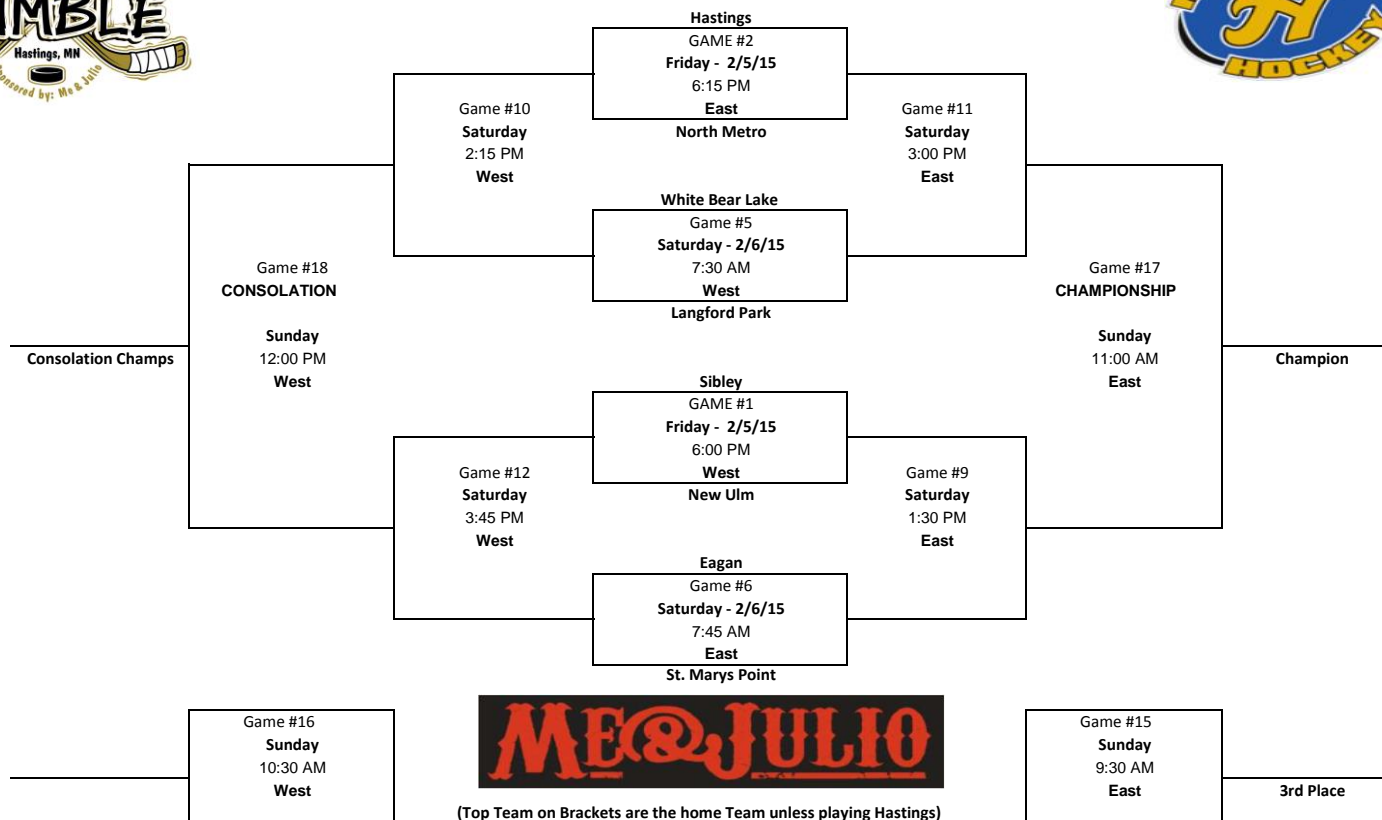 Hastings, MN
Sponsored by: Me & Julio
H
HOCKEY
Hastings
GAME #2
Friday - 2/5/15
6:15 PM
East
North Metro
Game #10
Saturday
2:15 PM
West
Game #11
Saturday
3:00 PM
East
White Bear Lake
Game #5
Saturday - 2/6/15
7:30 AM
West
Langford Park
Game #18
CONSOLATION
Sunday
12:00 PM
West
Consolation Champs
Game #17
CHAMPIONSHIP
Sunday
11:00 AM
East
Champion
Sibley
GAME #1
Friday - 2/5/15
6:00 PM
West
New Ulm
Game #12
Saturday
3:45 PM
West
Game #9
Saturday
1:30 PM
East
Eagan
Game #6
Saturday - 2/6/15
7:45 AM
East
St. Marys Point
Game #16
Sunday
10:30 AM
West
ME&JULIO
Game #15
Sunday
9:30 AM
East
3rd Place
(Top Team on Brackets are the home Team unless playing Hastings)